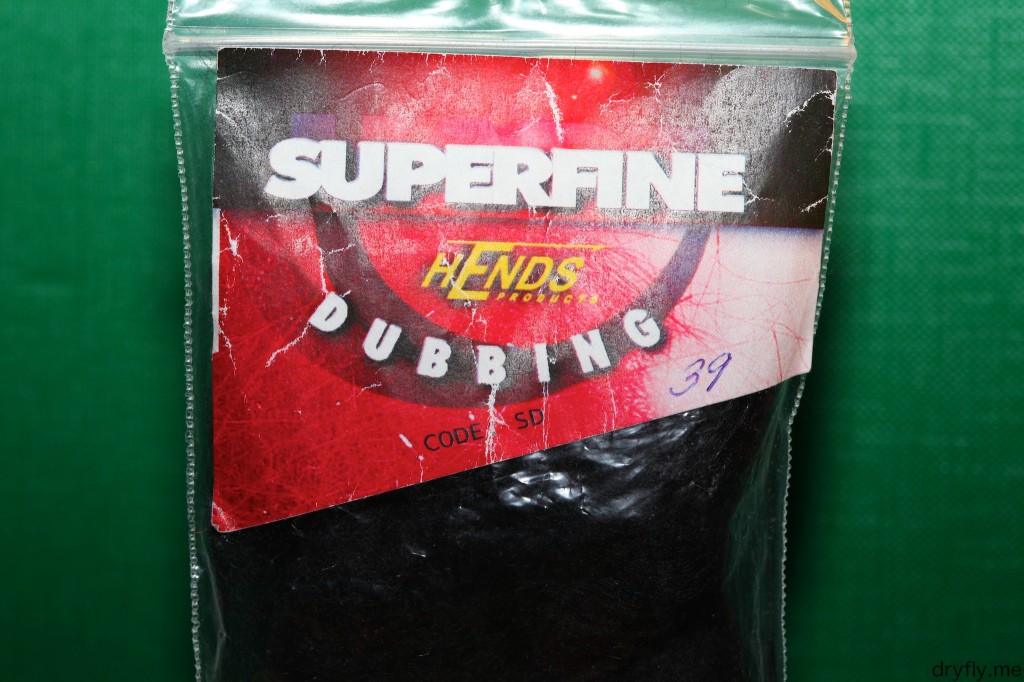 SUPERFINE
HENDS
PRODUCTS
DUBBING
39
CODE SD
dryfly.me